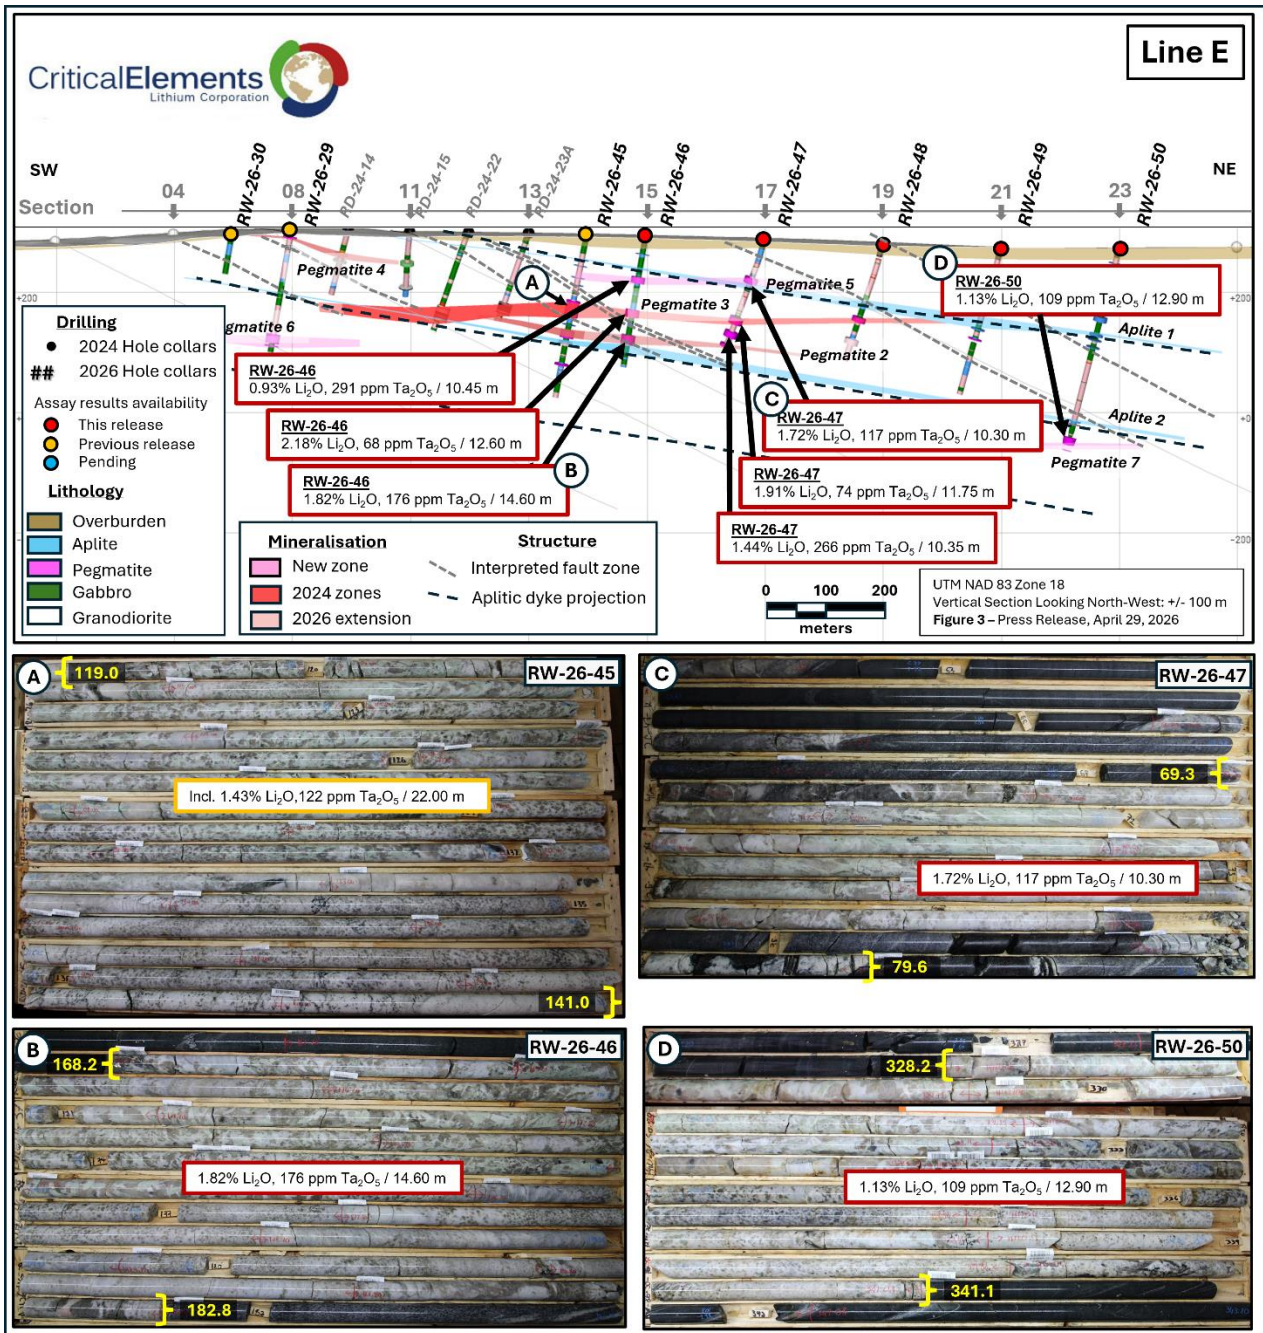 CriticalElements
Lithium Corporation
Line E
SW
NE
Section
04
08
11
13
15
17
19
21
23
RW-26-30
RW-26-29
RD-24-14
RD-24-15
RD-24-22
RD-24-23A
RW-26-45
RW-26-46
RW-26-47
RW-26-48
RW-26-49
RW-26-50
Pegmatite 4
Pegmatite 5
Pegmatite 3
Pegmatite 2
gmatite 6
Pegmatite 7
Aplite 1
Aplite 2
+200
+200
+0
-200
A
B
C
D
RW-26-50
1.13% Li₂O, 109 ppm Ta₂O₅ / 12.90 m
RW-26-46
0.93% Li₂O, 291 ppm Ta₂O₅ / 10.45 m
RW-26-46
2.18% Li₂O, 68 ppm Ta₂O₅ / 12.60 m
RW-26-46
1.82% Li₂O, 176 ppm Ta₂O₅ / 14.60 m
RW-26-47
1.72% Li₂O, 117 ppm Ta₂O₅ / 10.30 m
RW-26-47
1.91% Li₂O, 74 ppm Ta₂O₅ / 11.75 m
RW-26-47
1.44% Li₂O, 266 ppm Ta₂O₅ / 10.35 m
Drilling
2024 Hole collars
## 2026 Hole collars
Assay results availability
This release
Previous release
Pending
Lithology
Overburden
Aplite
Pegmatite
Gabbro
Granodiorite
Mineralisation
New zone
2024 zones
2026 extension
Structure
Interpreted fault zone
Aplitic dyke projection
0 100 200
meters
UTM NAD 83 Zone 18
Vertical Section Looking North-West: +/- 100 m
Figure 3 – Press Release, April 29, 2026
A
RW-26-45
119.0
Incl. 1.43% Li₂O,122 ppm Ta₂O₅ / 22.00 m
141.0
C
RW-26-47
69.3
1.72% Li₂O, 117 ppm Ta₂O₅ / 10.30 m
79.6
B
RW-26-46
168.2
1.82% Li₂O, 176 ppm Ta₂O₅ / 14.60 m
182.8
D
RW-26-50
328.2
1.13% Li₂O, 109 ppm Ta₂O₅ / 12.90 m
341.1